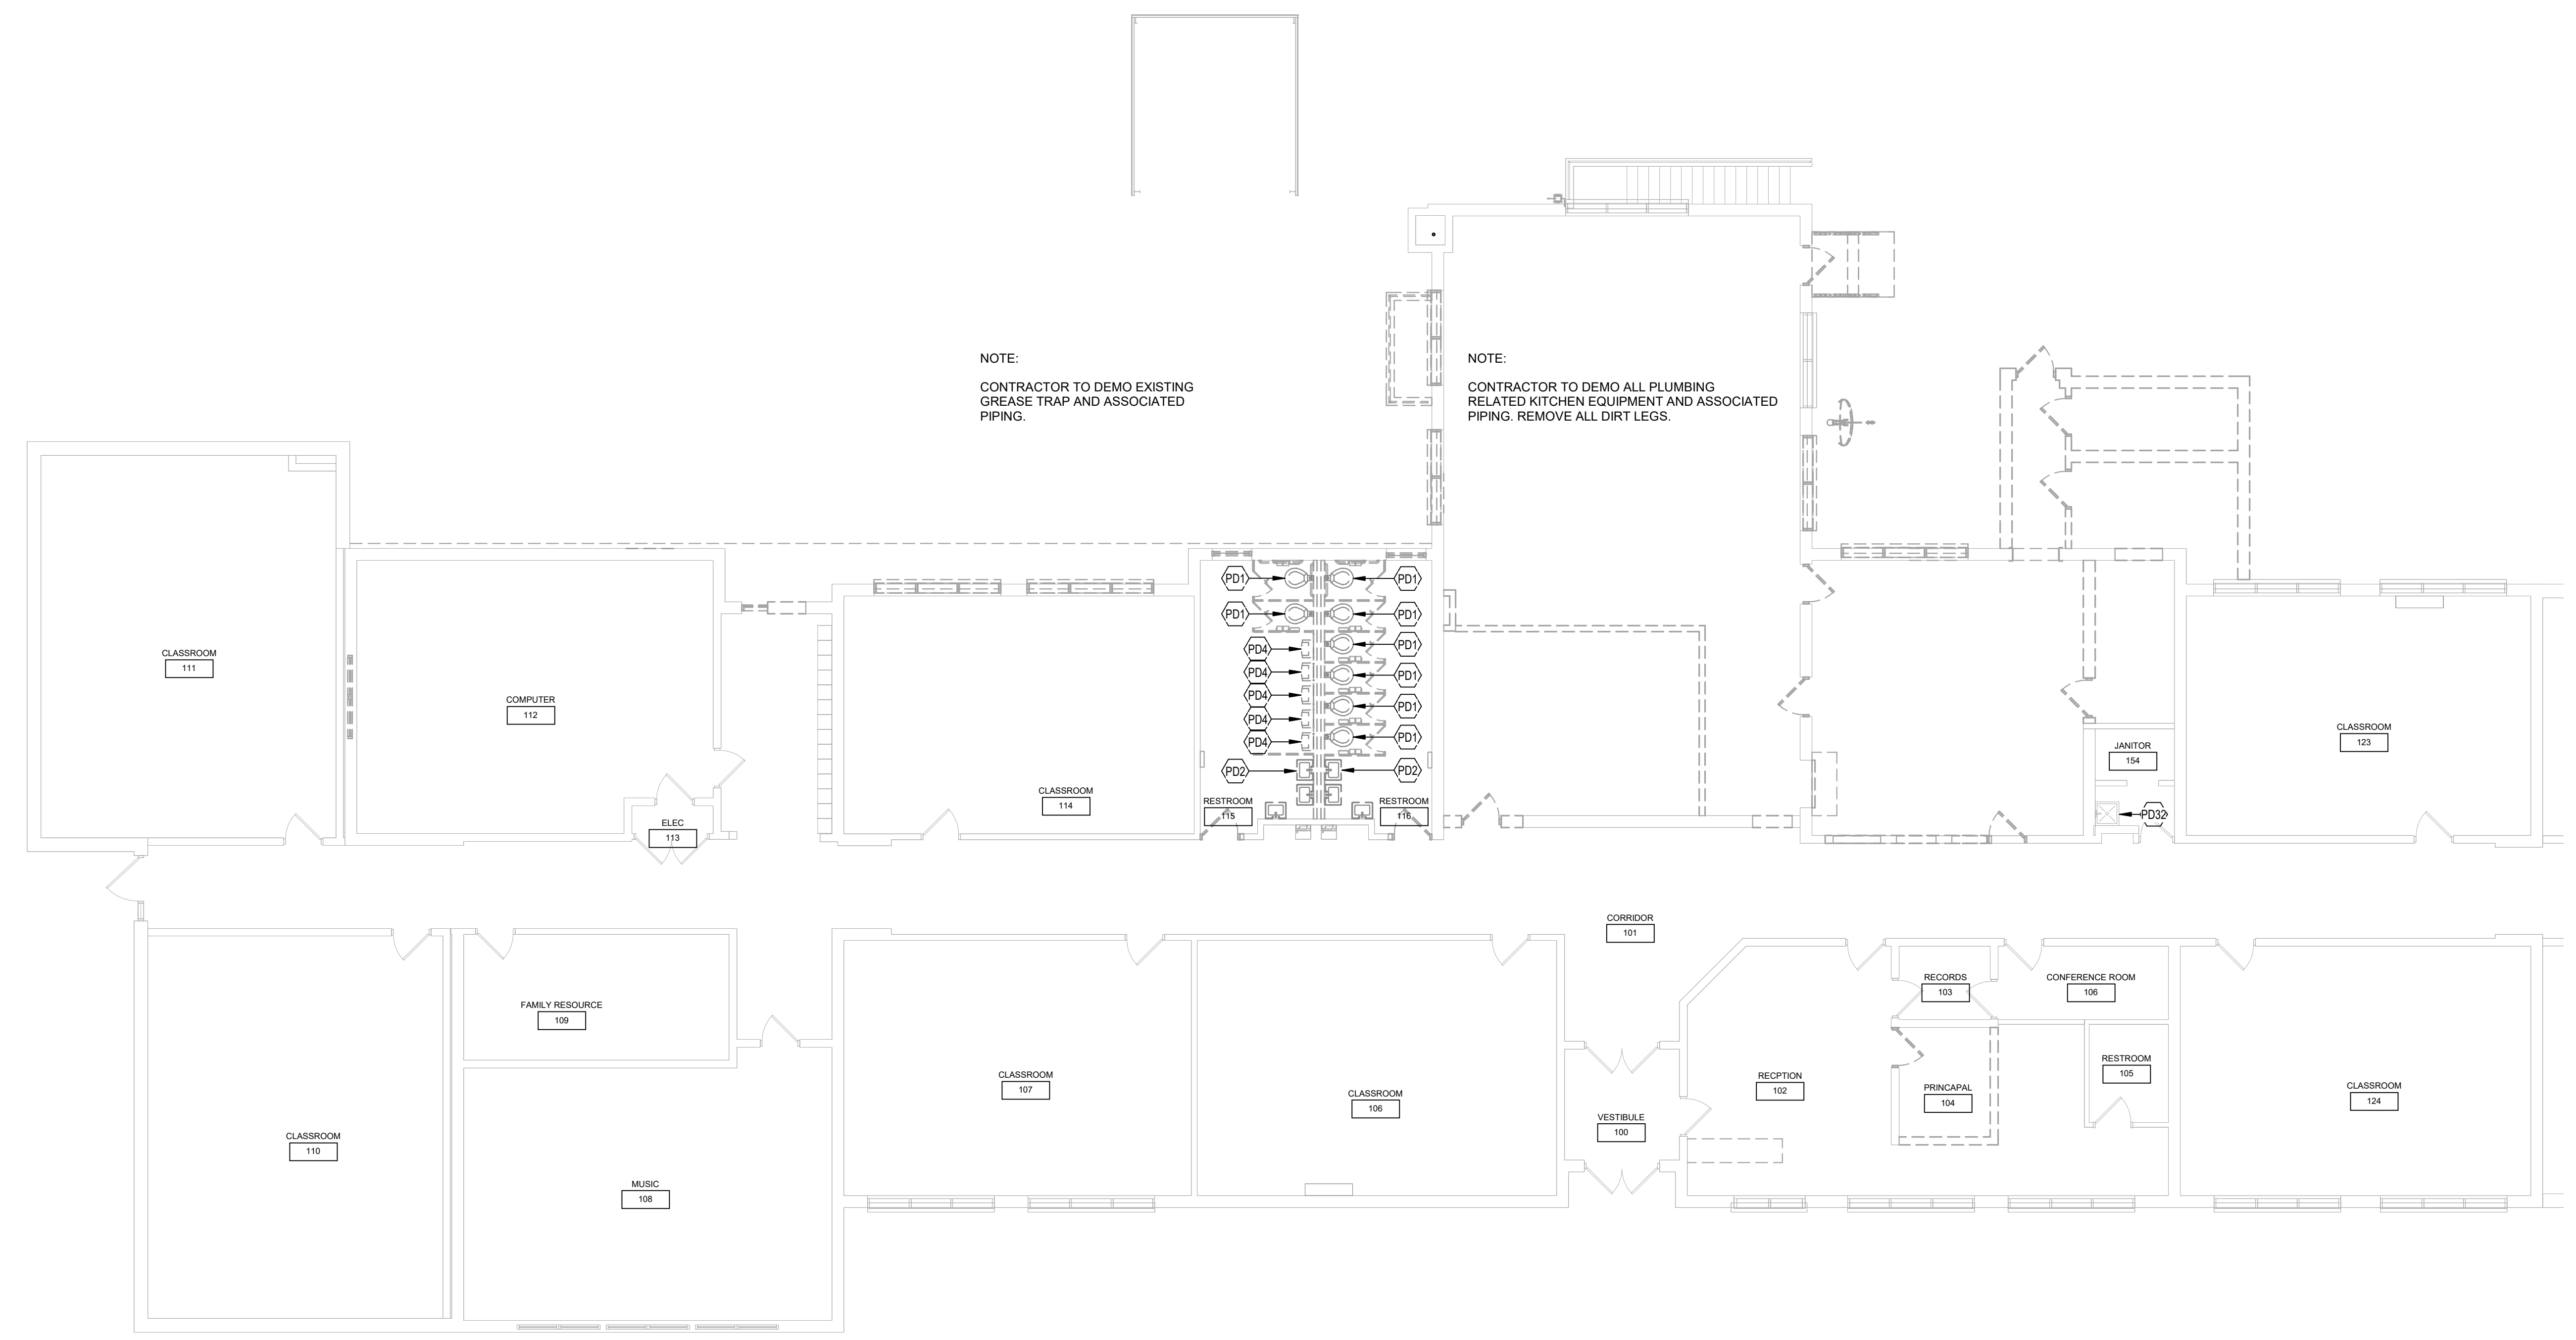 NOTE:
CONTRACTOR TO DEMO EXISTING
GREASE TRAP AND ASSOCIATED
PIPING.
NOTE:
CONTRACTOR TO DEMO ALL PLUMBING
RELATED KITCHEN EQUIPMENT AND ASSOCIATED
PIPING. REMOVE ALL DIRT LEGS.
PD1
PD1
PD1
PD1
PD1
PD4
PD4
PD1
PD4
PD1
PD4
PD4
PD1
PD2
PD2
CLASSROOM
111
COMPUTER
112
ELEC
113
CLASSROOM
114
RESTROOM
115
RESTROOM
116
JANITOR
154
PD32
CLASSROOM
123
CORRIDOR
101
CLASSROOM
110
FAMILY RESOURCE
109
MUSIC
108
CLASSROOM
107
CLASSROOM
106
VESTIBULE
100
RECPTION
102
RECORDS
103
CONFERENCE ROOM
106
PRINCAPAL
104
RESTROOM
105
CLASSROOM
124